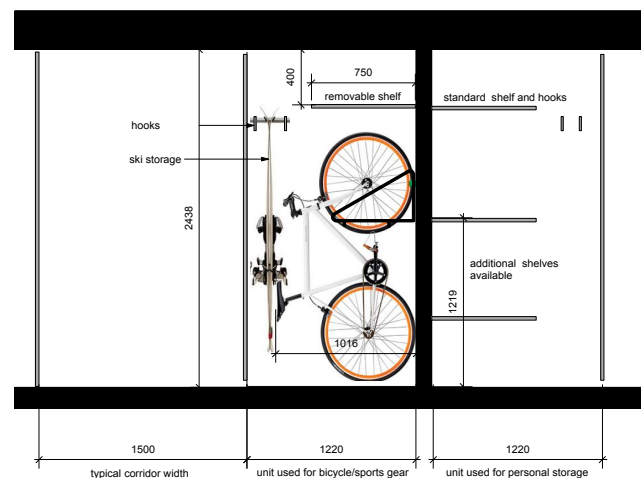 750
400
removable shelf
standard shelf and hooks
hooks
ski storage
2438
additional shelves
available
1219
1016
1500
1220
1220
typical corridor width
unit used for bicycle/sports gear
unit used for personal storage